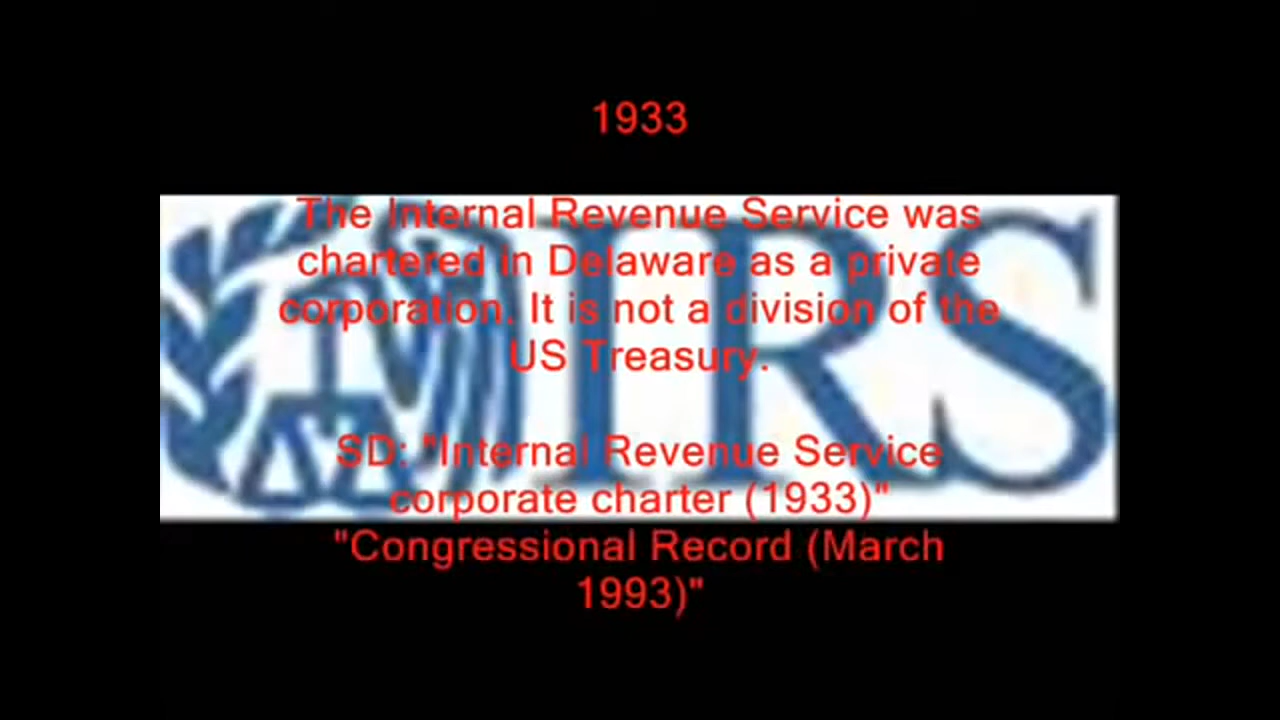 1933
The Internal Revenue Service was
chartered in Delaware as a private
corporation. It is not a division of the
US Treasury.
SD: "Internal Revenue Service
corporate charter (1933)"
"Congressional Record (March
1993)"
IRS